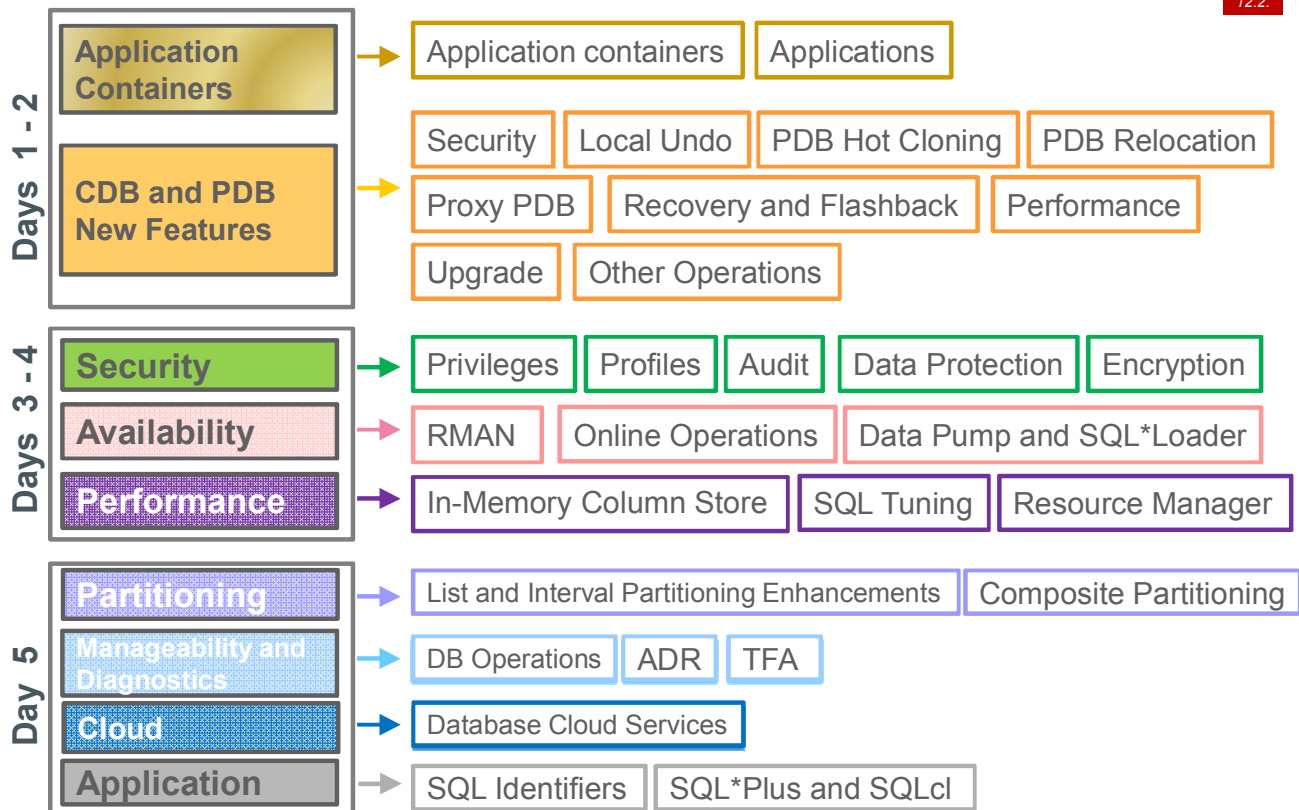 12.2.
Days 1 - 2
Application
Containers
Application containers
Applications
CDB and PDB
New Features
Security
Local Undo
PDB Hot Cloning
PDB Relocation
Proxy PDB
Recovery and Flashback
Performance
Upgrade
Other Operations
Days 3 - 4
Security
Privileges
Profiles
Audit
Data Protection
Encryption
Availability
RMAN
Online Operations
Data Pump and SQL*Loader
Performance
In-Memory Column Store
SQL Tuning
Resource Manager
Day 5
Partitioning
List and Interval Partitioning Enhancements
Composite Partitioning
Manageability and
Diagnostics
DB Operations
ADR
TFA
Cloud
Database Cloud Services
Application
SQL Identifiers
SQL*Plus and SQLcl